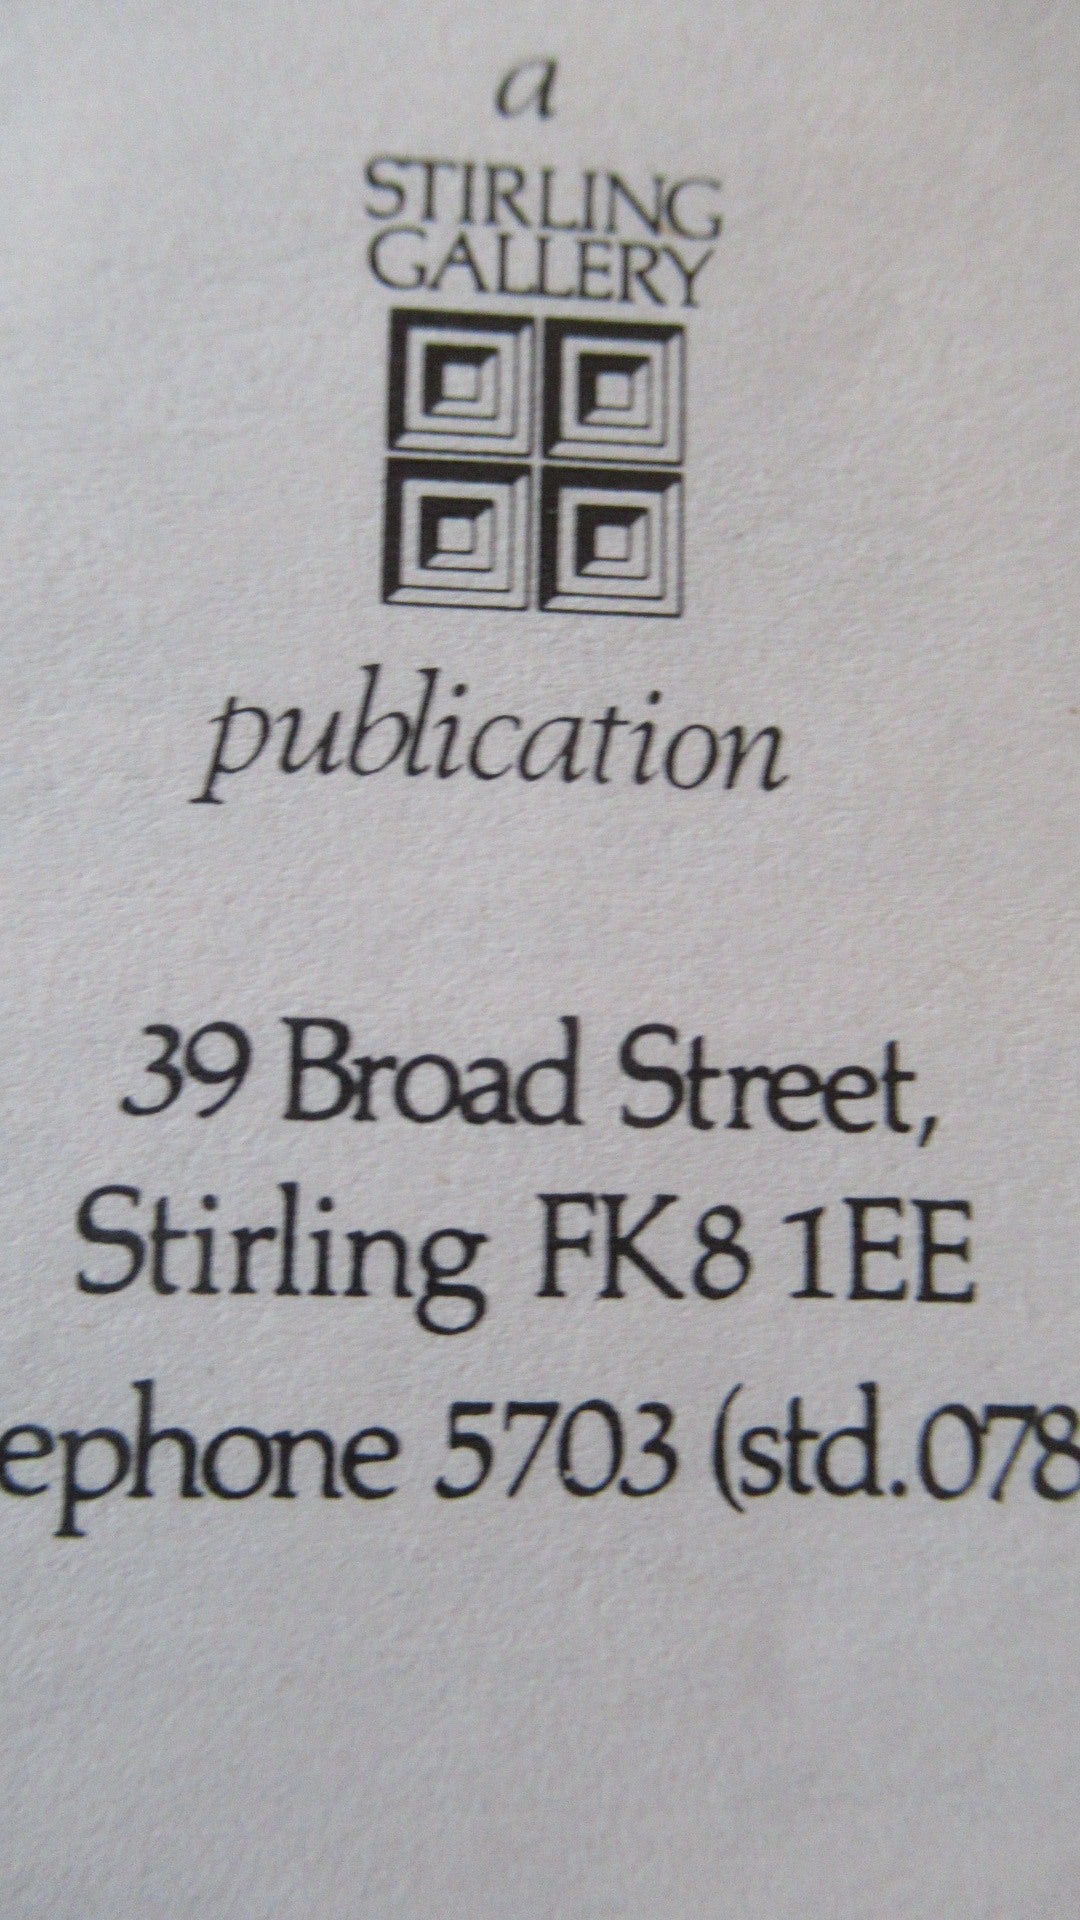 a
STIRLING
GALLERY
publication
39 Broad Street,
Stirling FK8 1EE
ephone 5703 (std.078